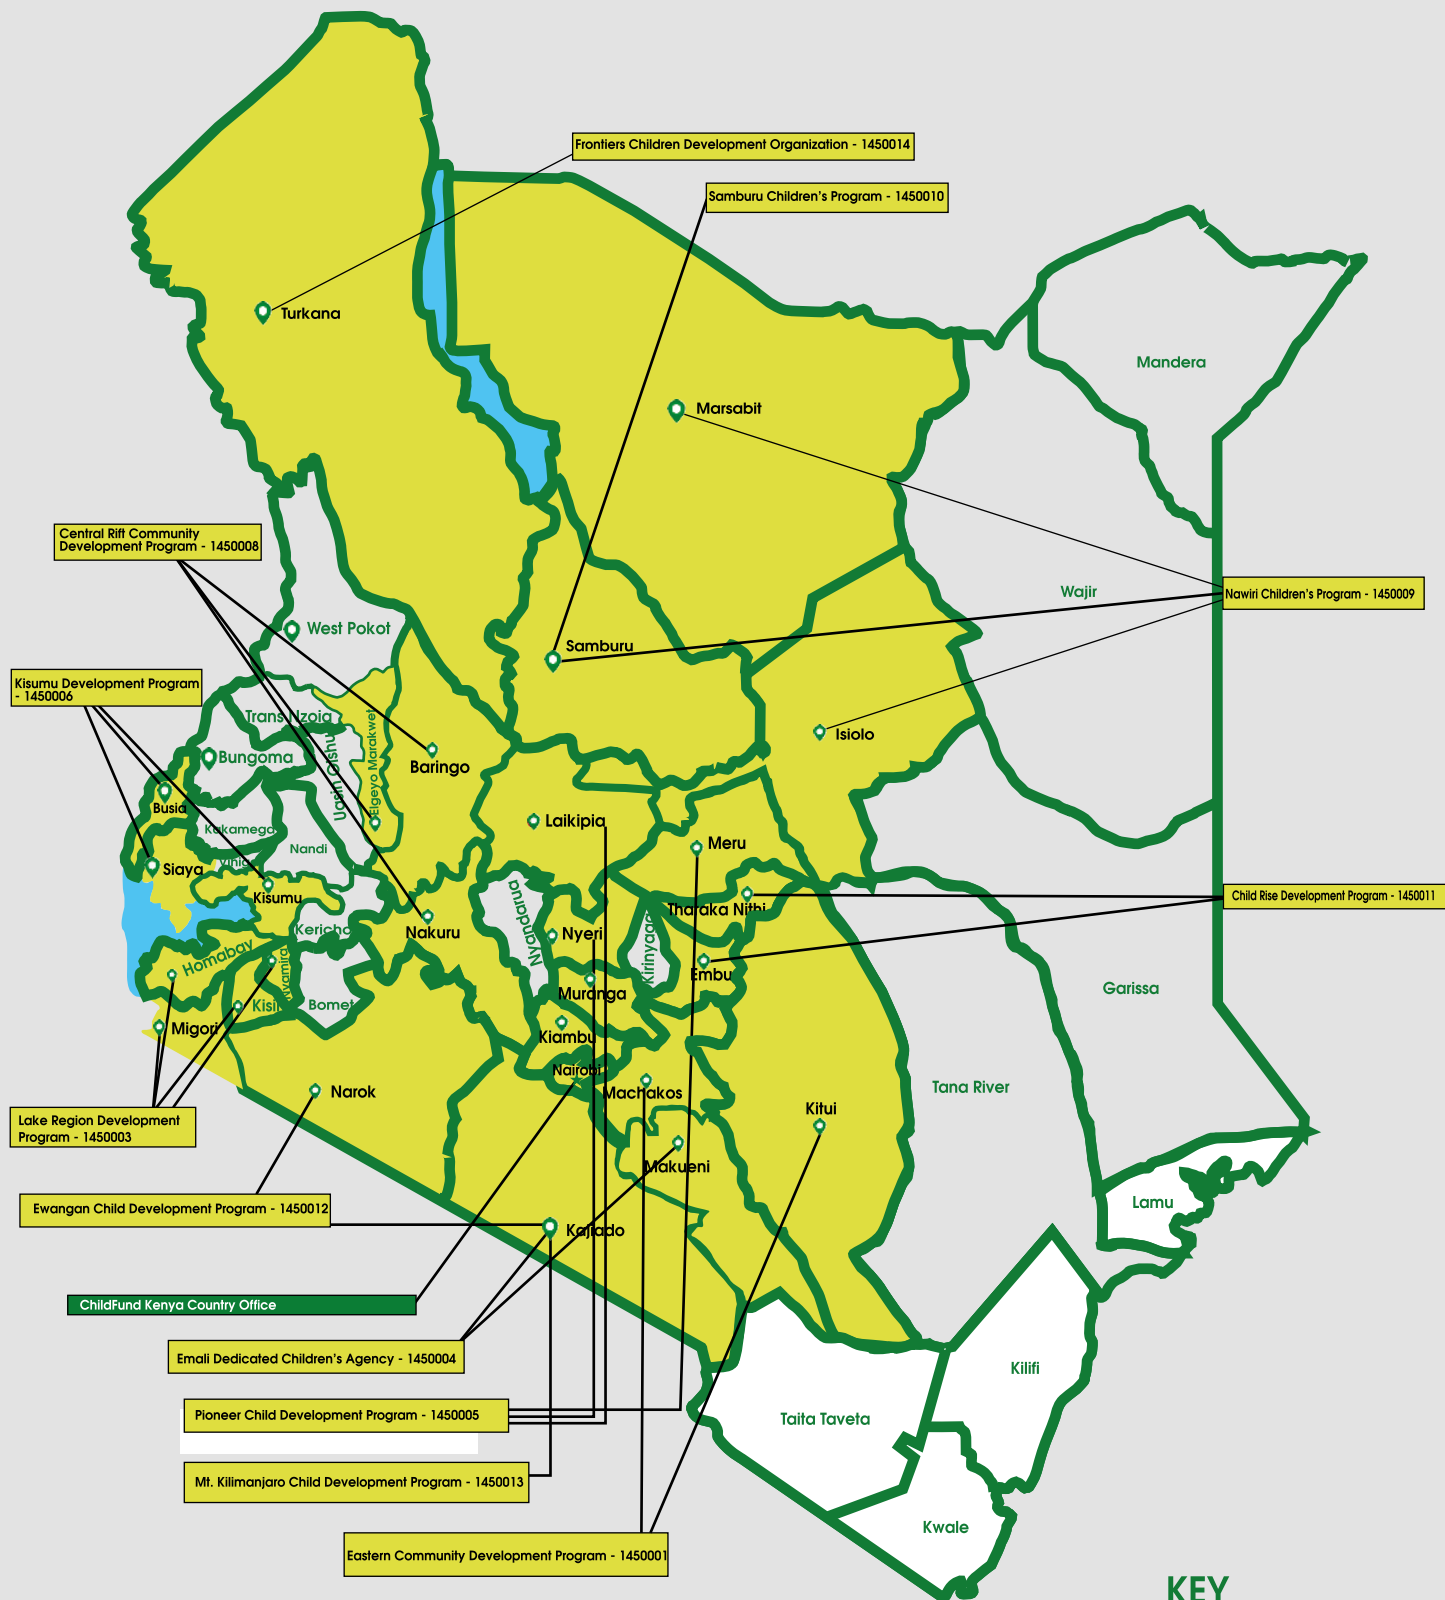 Frontiers Children Development Organization - 1450014
Samburu Children's Program - 1450010
Turkana
Mandera
Marsabit
Central Rift Community
Development Program - 1450008
Wajir
Nawiri Children's Program - 1450009
West Pokot
Samburu
Kisumu Development Program
- 1450006
Trans Nzoia
Uasin Gishu
Elgeyo Marakwet
Isiolo
Bungoma
Baringo
Busia
Laikipia
Kakamega
Nandi
Meru
Vihiga
Siaya
Kisumu
Child Rise Development Program - 1450011
Tharaka Nithi
Nyandarua
Kericho
Nakuru
Nyeri
Kirinyaga
Homabay
Nyamira
Embu
Muranga
Garissa
Kisii
Bomet
Migori
Kiambu
Nairobi
Tana River
Narok
Machakos
Kitui
Lake Region Development
Program - 1450003
Makueni
Lamu
Ewangan Child Development Program - 1450012
Kajiado
ChildFund Kenya Country Office
Emali Dedicated Children's Agency - 1450004
Kilifi
Pioneer Child Development Program - 1450005
Taita Taveta
Mt. Kilimanjaro Child Development Program - 1450013
Kwale
Eastern Community Development Program - 1450001
KEY